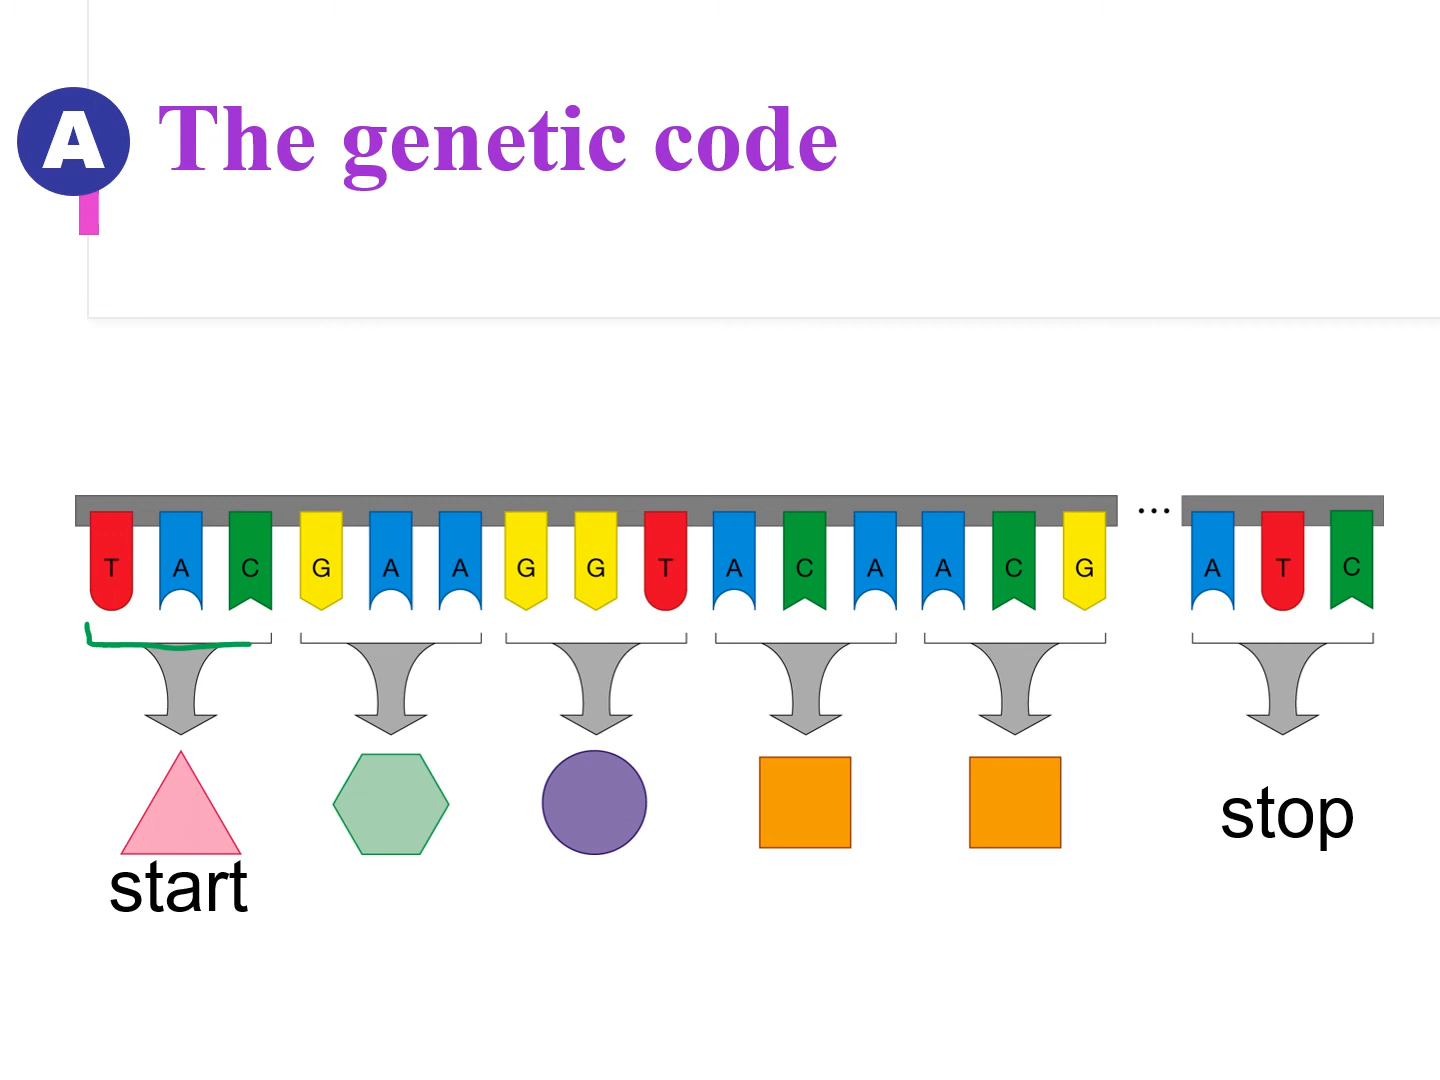 A The genetic code
T A C G A A G G T A C A A C G ... A T C
start stop